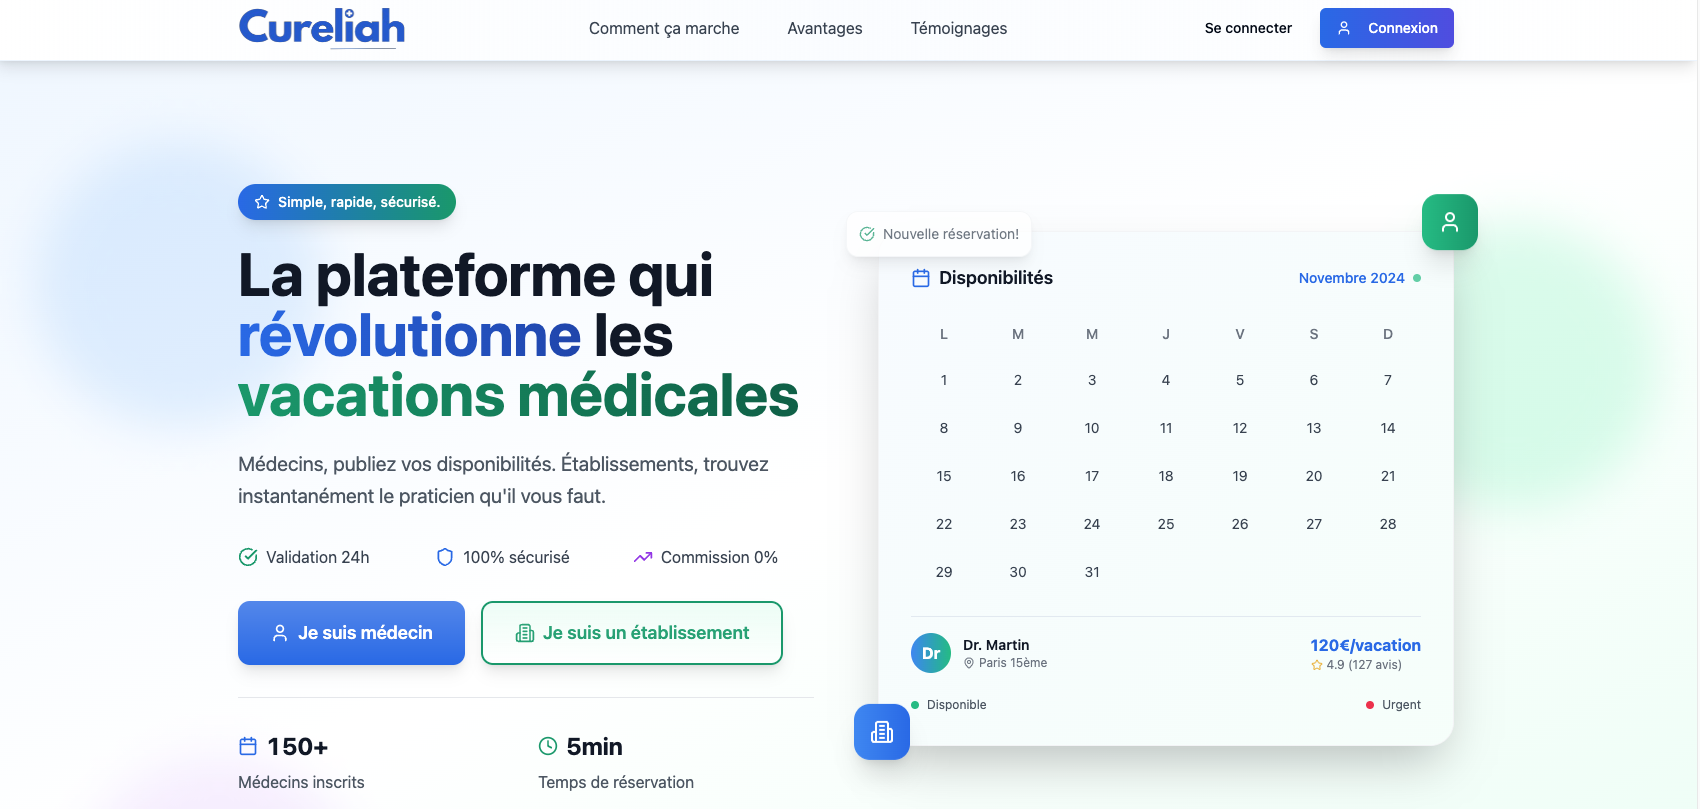 Cureliah
Comment ça marche
Avantages
Témoignages
Se connecter
Connexion
Simple, rapide, sécurisé.
La plateforme qui
révolutionne les
vacations médicales
Médecins, publiez vos disponibilités. Établissements, trouvez
instantanément le praticien qu'il vous faut.
Validation 24h
100% sécurisé
Commission 0%
Je suis médecin
Je suis un établissement
150+
Médecins inscrits
5min
Temps de réservation
Nouvelle réservation!
Disponibilités
Novembre 2024
L M M J V S D
1 2 3 4 5 6 7
8 9 10 11 12 13 14
15 16 17 18 19 20 21
22 23 24 25 26 27 28
29 30 31
Dr
Dr. Martin
Paris 15ème
120€/vacation
4.9 (127 avis)
Disponible
Urgent